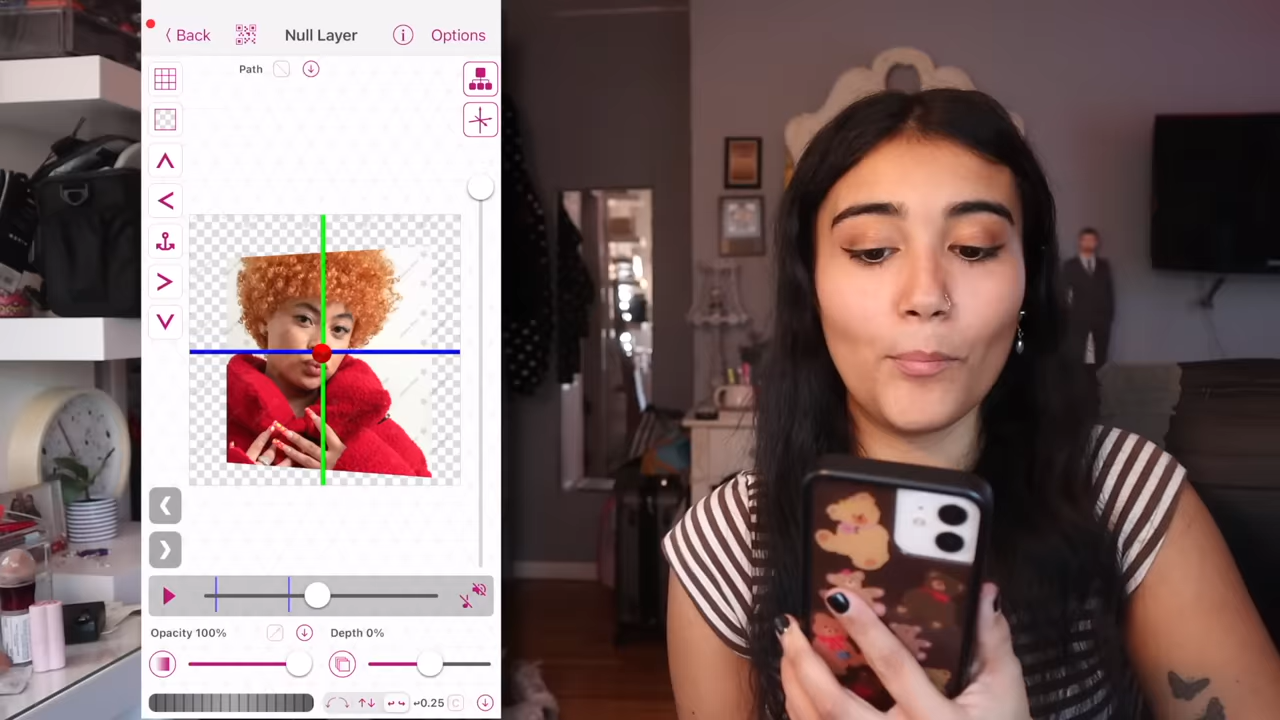 Back
Null Layer
Options
Path
Opacity 100%
Depth 0%
↩0.25
C